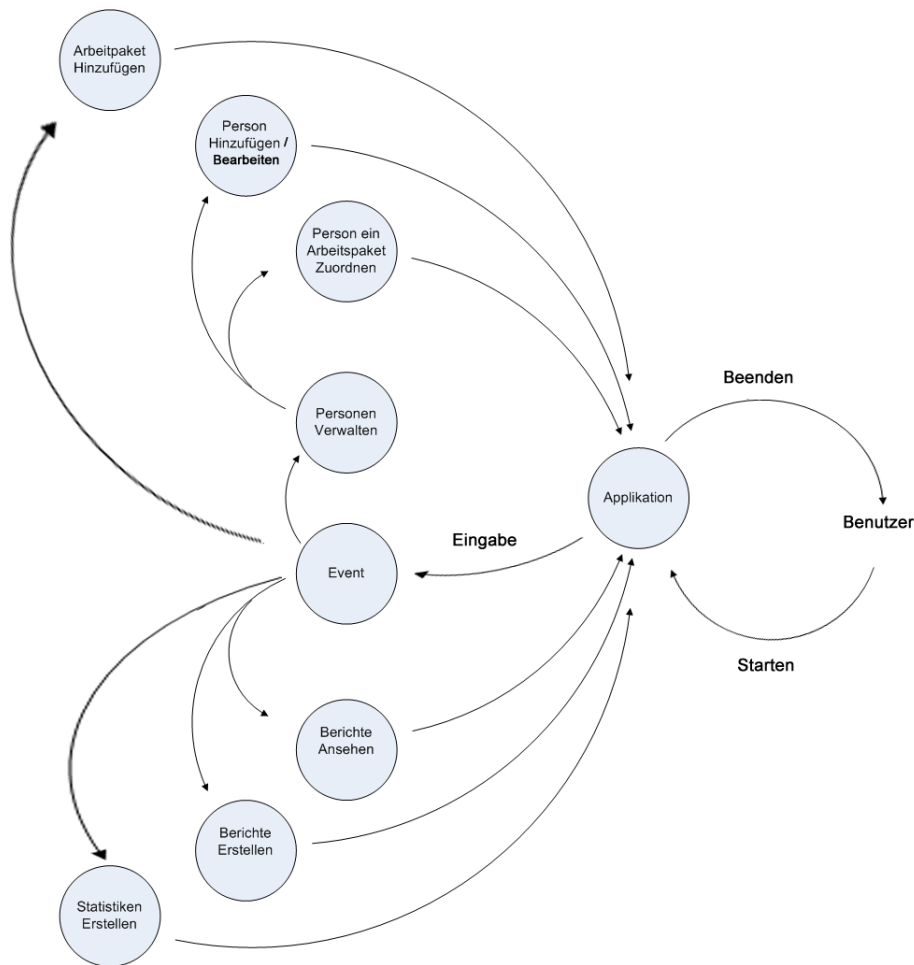 Arbeitpaket
Hinzufügen
Person
Hinzufügen /
Bearbeiten
Person ein
Arbeitspaket
Zuordnen
Personen
Verwalten
Beenden
Applikation
Benutzer
Eingabe
Event
Starten
Berichte
Ansehen
Berichte
Erstellen
Statistiken
Erstellen